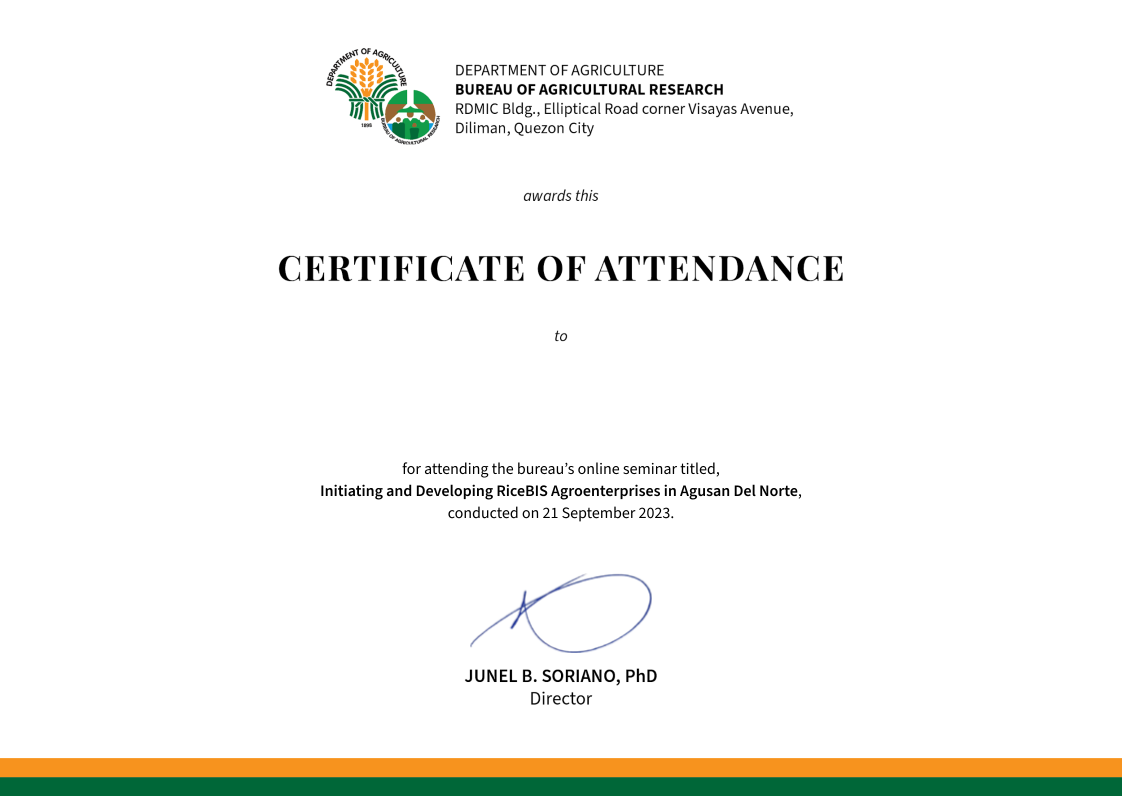 DEPARTMENT OF AGRICULTURE
1898
BUREAU OF AGRICULTURAL RESEARCH
DEPARTMENT OF AGRICULTURE
BUREAU OF AGRICULTURAL RESEARCH
RDMIC Bldg., Elliptical Road corner Visayas Avenue,
Diliman, Quezon City
awards this
CERTIFICATE OF ATTENDANCE
to
for attending the bureau’s online seminar titled,
Initiating and Developing RiceBIS Agroenterprises in Agusan Del Norte,
conducted on 21 September 2023.
JUNEL B. SORIANO, PhD
Director